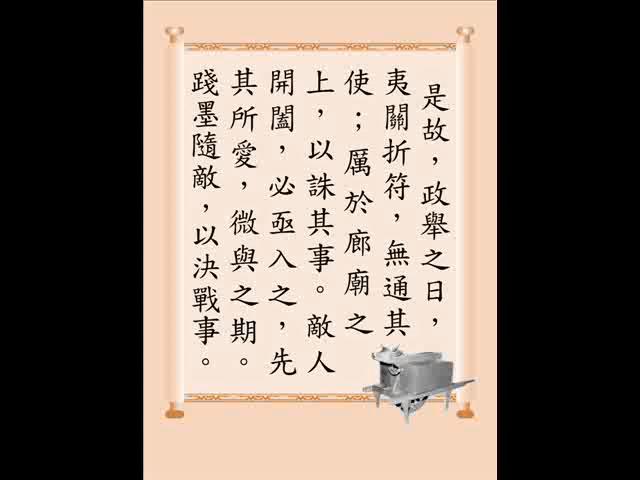 是故，政舉之日，
夷關折符，無通其
使；厲於廊廟之
上，以誅其事。敵人
開闔，必亟入之，先
其所愛，微與之期。
踐墨隨敵，以決戰事。